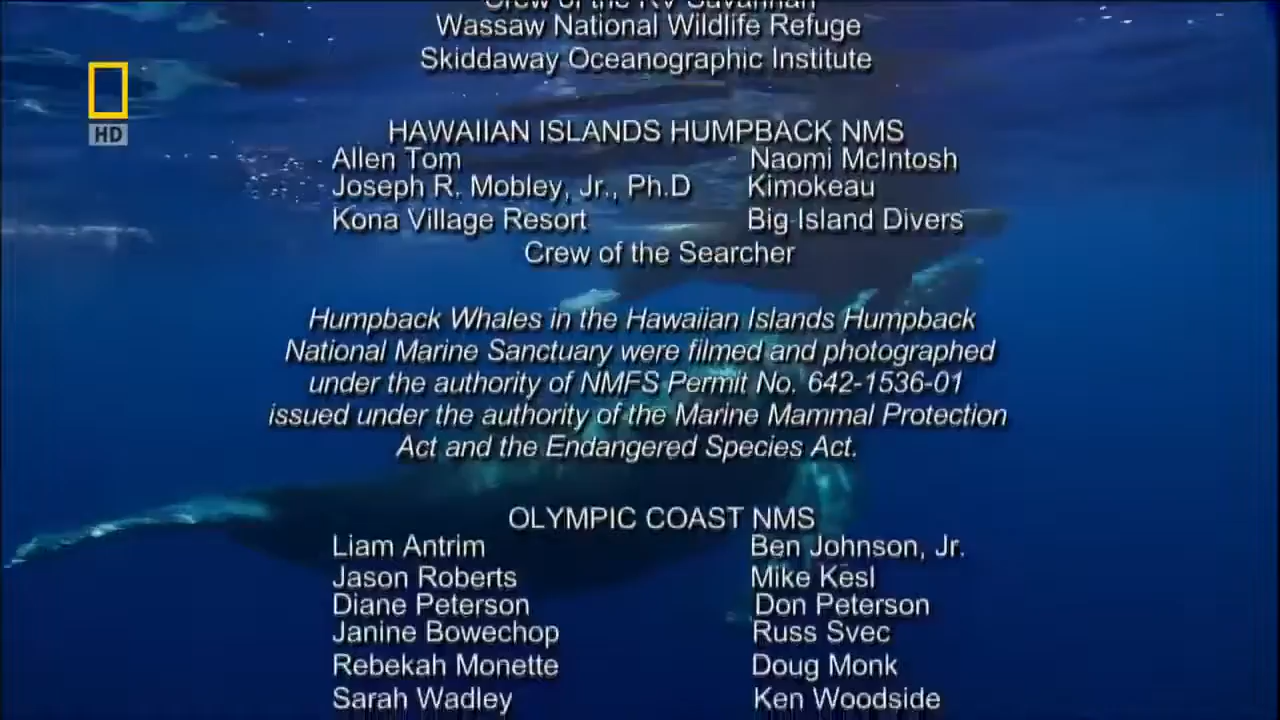 Crew of the RV Savannah
Wassaw National Wildlife Refuge
Skiddaway Oceanographic Institute
HD
HAWAIIAN ISLANDS HUMPBACK NMS
Allen Tom Naomi McIntosh
Joseph R. Mobley, Jr., Ph.D Kimokeau
Kona Village Resort Big Island Divers
Crew of the Searcher
Humpback Whales in the Hawaiian Islands Humpback
National Marine Sanctuary were filmed and photographed
under the authority of NMFS Permit No. 642-1536-01
issued under the authority of the Marine Mammal Protection
Act and the Endangered Species Act.
OLYMPIC COAST NMS
Liam Antrim Ben Johnson, Jr.
Jason Roberts Mike Kesl
Diane Peterson Don Peterson
Janine Bowechop Russ Svec
Rebekah Monette Doug Monk
Sarah Wadley Ken Woodside